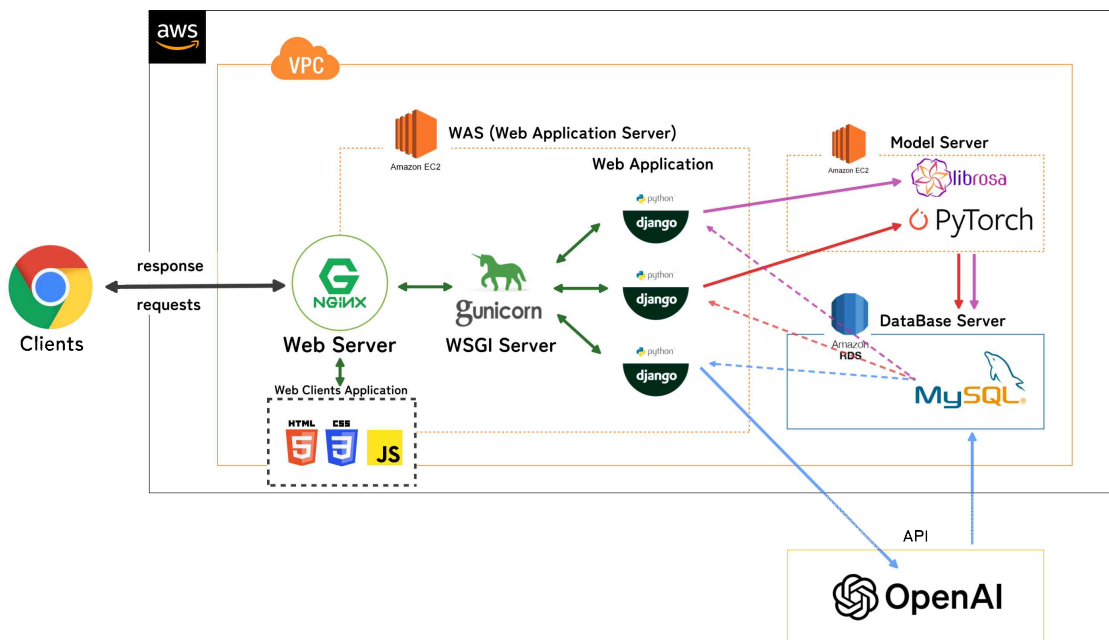 aws
VPC
Amazon EC2
WAS (Web Application Server)
Web Application
Amazon EC2
Model Server
librosa
PyTorch
python
django
python
django
python
django
response
requests
Clients
NGiNX
Web Server
gunicorn
WSGI Server
DataBase Server
Amazon
RDS
MySQL®
Web Clients Application
HTML
5
CSS
3
JS
API
OpenAI